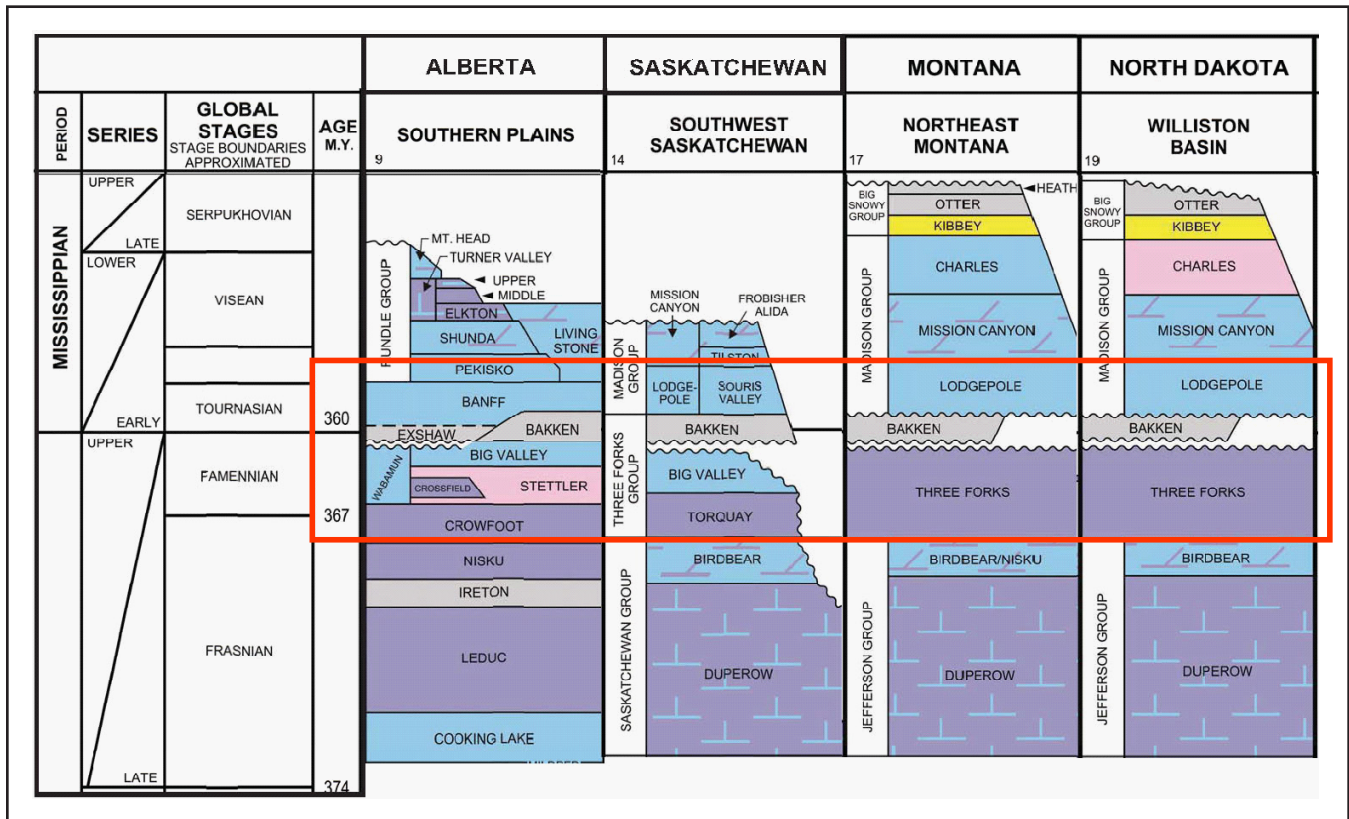 ALBERTA
SASKATCHEWAN
MONTANA
NORTH DAKOTA
PERIOD
SERIES
GLOBAL
STAGES
STAGE BOUNDARIES
APPROXIMATED
AGE
M.Y.
9
SOUTHERN PLAINS
14
SOUTHWEST
SASKATCHEWAN
17
NORTHEAST
MONTANA
19
WILLISTON
BASIN
MISSISSIPPIAN
UPPER
LATE
LOWER
EARLY
UPPER
LATE
SERPUKHOVIAN
VISEAN
TOURNASIAN
FAMENNIAN
FRASNIAN
360
367
374
RUNDLE GROUP
MT. HEAD
TURNER VALLEY
UPPER
MIDDLE
ELKTON
SHUNDA
LIVING
STONE
PEKISKO
BANFF
EXSHAW
BAKKEN
WABAMUN
BIG VALLEY
CROSSFIELD
STETTLER
CROWFOOT
NISKU
IRETON
LEDUC
COOKING LAKE
MISSION
CANYON
FROBISHER
ALIDA
MADISON
GROUP
TILSTON
LODGE-
POLE
SOURIS
VALLEY
BAKKEN
THREE FORKS
GROUP
BIG VALLEY
TORQUAY
SASKATCHEWAN GROUP
BIRDBEAR
DUPEROW
BIG
SNOWY
GROUP
HEATH
OTTER
KIBBEY
MADISON GROUP
CHARLES
MISSION CANYON
LODGEPOLE
BAKKEN
THREE FORKS
JEFFERSON GROUP
BIRDBEAR/NISKU
DUPEROW
BIG
SNOWY
GROUP
OTTER
KIBBEY
MADISON GROUP
CHARLES
MISSION CANYON
LODGEPOLE
BAKKEN
THREE FORKS
JEFFERSON GROUP
BIRDBEAR
DUPEROW